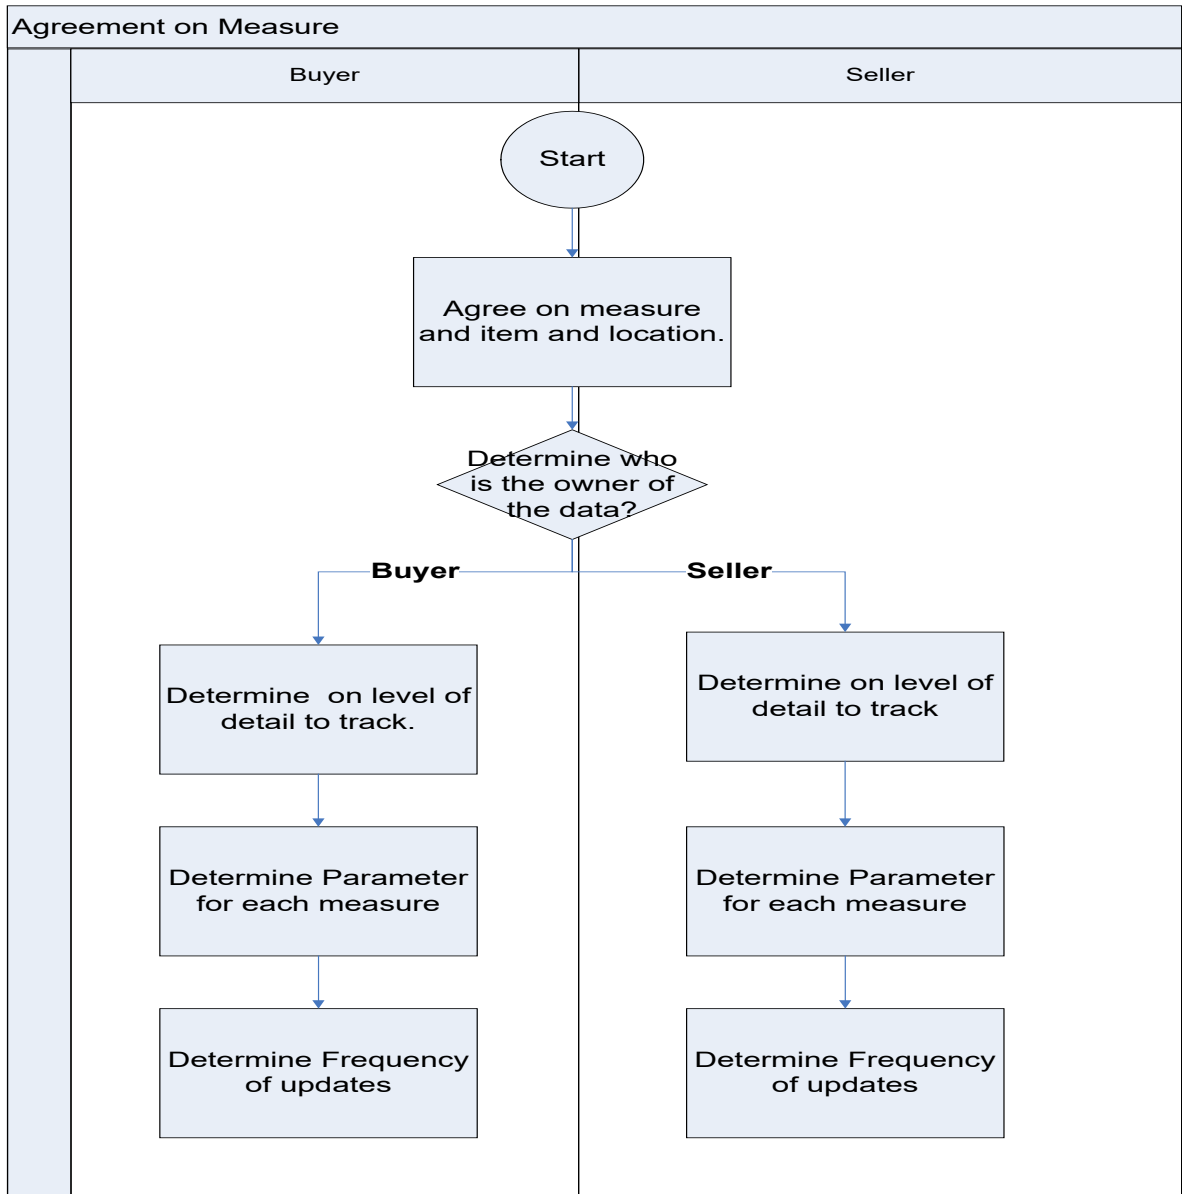 Agreement on Measure
Buyer
Seller
Start
Agree on measure
and item and location.
Determine who
is the owner of
the data?
Buyer
Seller
Determine  on level of
detail to track.
Determine on level of
detail to track
Determine Parameter
for each measure
Determine Parameter
for each measure
Determine Frequency
of updates
Determine Frequency
of updates